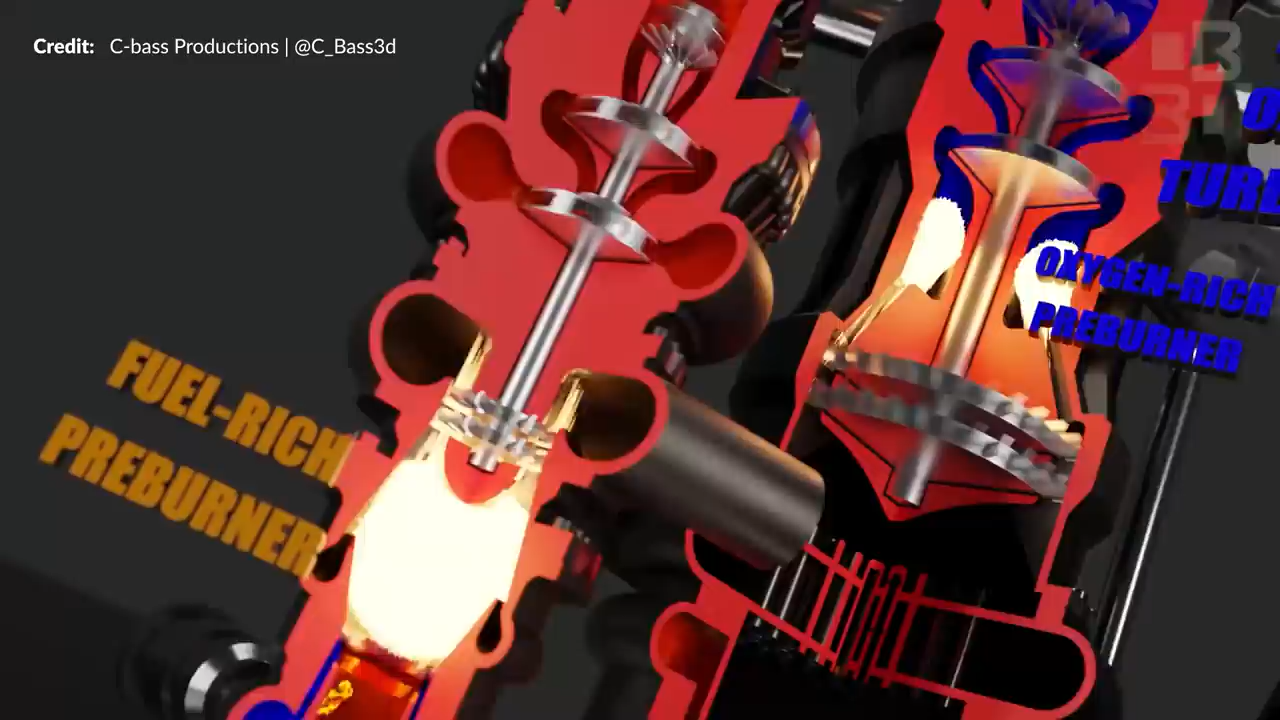 Credit: C-bass Productions | @C_Bass3d
FUEL-RICH
PREBURNER
OXYGEN-RICH
PREBURNER